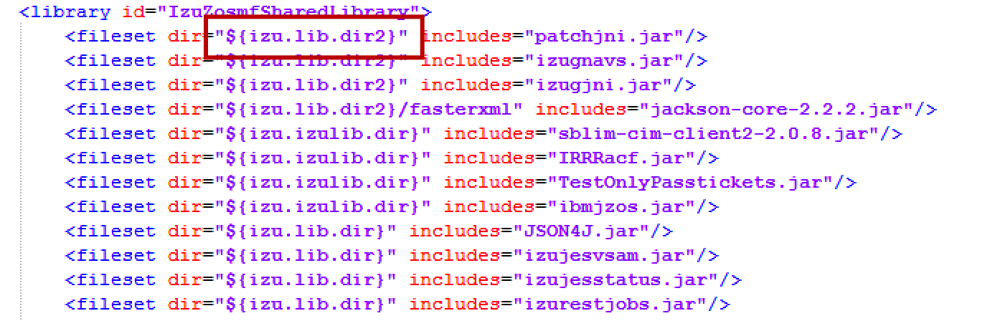 <library id="IzuZosmfSharedLibrary">
<fileset dir="${izu.lib.dir2}" includes="patchjni.jar"/>
<fileset dir="${izu.lib.dir2}" includes="izugnavs.jar"/>
<fileset dir="${izu.lib.dir2}" includes="izugjni.jar"/>
<fileset dir="${izu.lib.dir2}/fasterxml" includes="jackson-core-2.2.2.jar"/>
<fileset dir="${izu.izulib.dir}" includes="sblim-cim-client2-2.0.8.jar"/>
<fileset dir="${izu.izulib.dir}" includes="IRRRacf.jar"/>
<fileset dir="${izu.izulib.dir}" includes="TestOnlyPasstickets.jar"/>
<fileset dir="${izu.izulib.dir}" includes="ibmjzos.jar"/>
<fileset dir="${izu.lib.dir}" includes="JSON4J.jar"/>
<fileset dir="${izu.lib.dir}" includes="izujesvsam.jar"/>
<fileset dir="${izu.lib.dir}" includes="izujesstatus.jar"/>
<fileset dir="${izu.lib.dir}" includes="izurestjobs.jar"/>